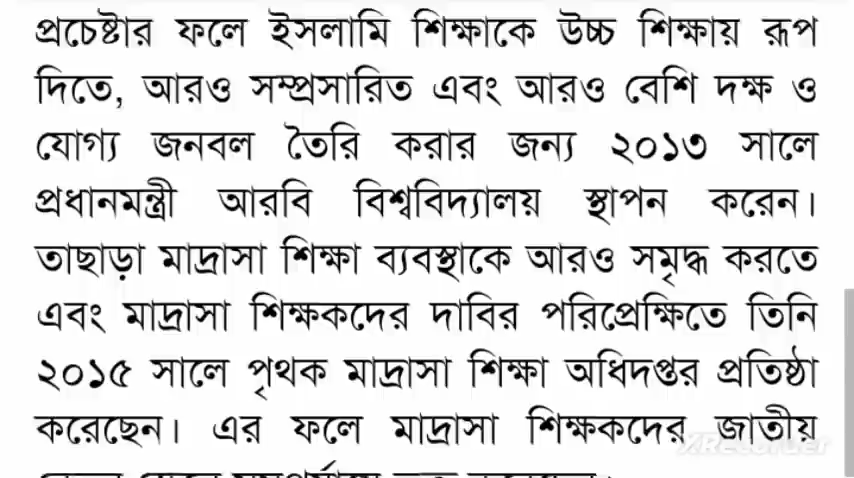 প্রচেষ্টার ফলে ইসলামি শিক্ষাকে উচ্চ শিক্ষায় রূপ
দিতে, আরও সম্প্রসারিত এবং আরও বেশি দক্ষ ও
যোগ্য জনবল তৈরি করার জন্য ২০১৩ সালে
প্রধানমন্ত্রী আরবি বিশ্ববিদ্যালয় স্থাপন করেন।
তাছাড়া মাদ্রাসা শিক্ষা ব্যবস্থাকে আরও সমৃদ্ধ করতে
এবং মাদ্রাসা শিক্ষকদের দাবির পরিপ্রেক্ষিতে তিনি
২০১৫ সালে পৃথক মাদ্রাসা শিক্ষা অধিদপ্তর প্রতিষ্ঠা
করেছেন। এর ফলে মাদ্রাসা শিক্ষকদের জাতীয়
XRecorder